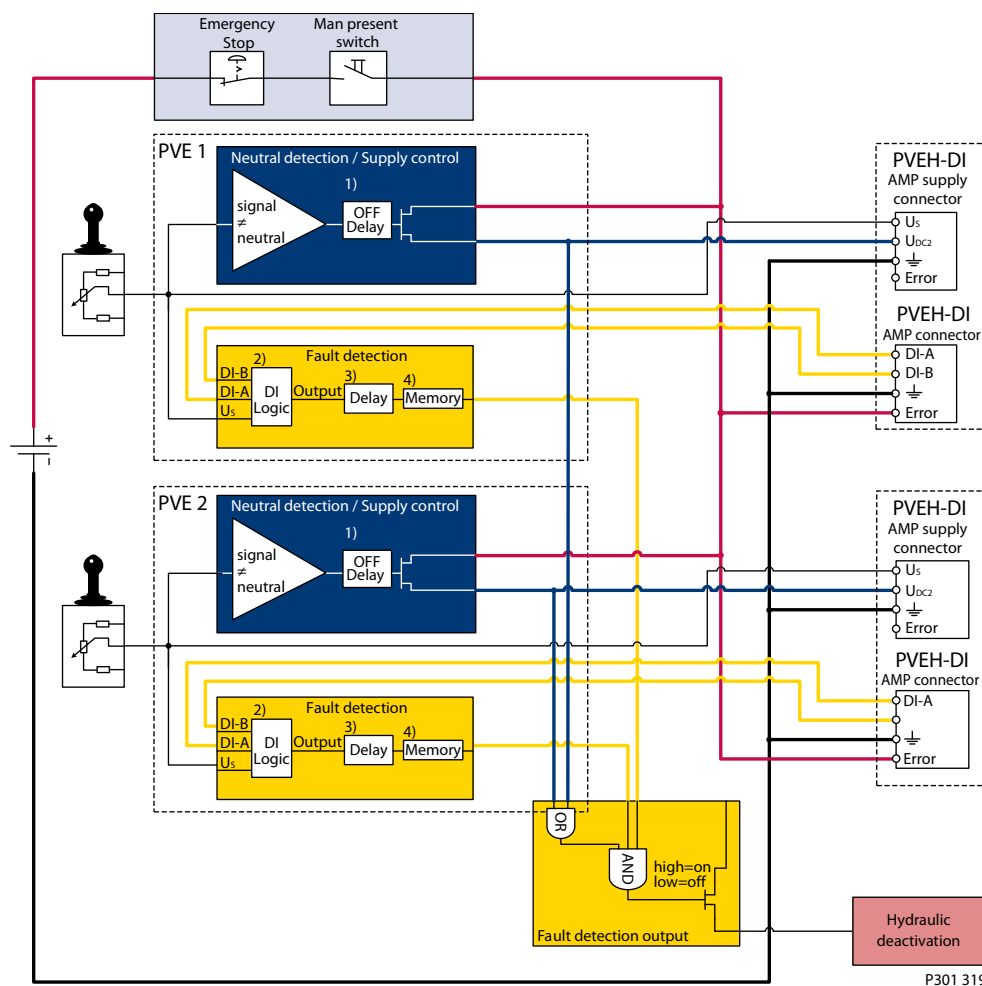 Emergency
Stop
Man present
switch
PVE 1
Neutral detection / Supply control
1)
signal
≠
neutral
OFF
Delay
PVEH-DI
AMP supply
connector
Us
UDC2
Error
PVEH-DI
AMP connector
DI-A
DI-B
Error
Fault detection
2)
3)
4)
DI-B
DI-A
Us
DI
Logic
Output
Delay
Memory
+
–
PVE 2
Neutral detection / Supply control
1)
signal
≠
neutral
OFF
Delay
PVEH-DI
AMP supply
connector
Us
UDC2
Error
PVEH-DI
AMP connector
DI-A
Error
Fault detection
2)
3)
4)
DI-B
DI-A
Us
DI
Logic
Output
Delay
Memory
OR
AND
high=on
low=off
Fault detection output
Hydraulic
deactivation
P301 319